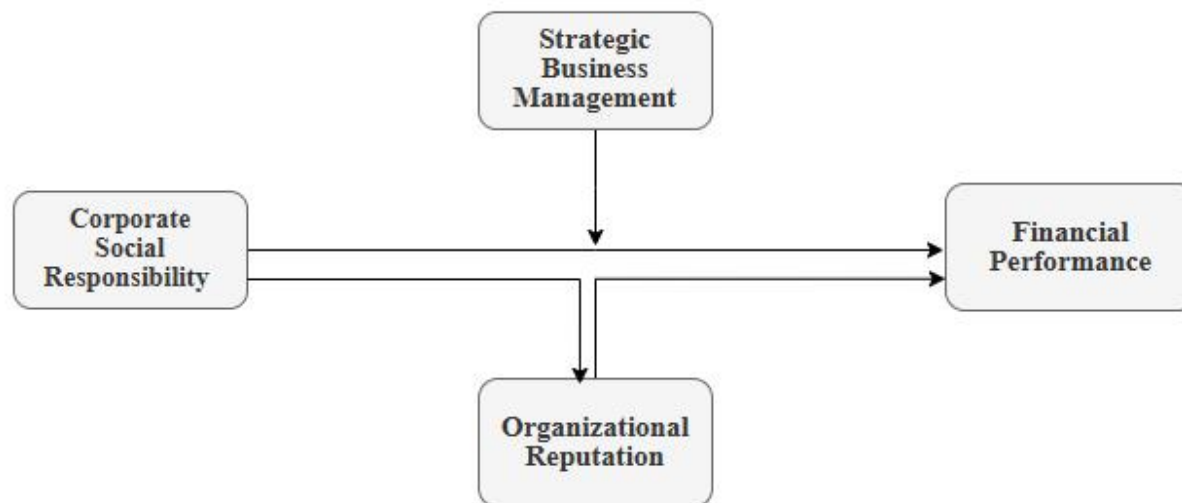 Strategic
Business
Management
Corporate
Social
Responsibility
Financial
Performance
Organizational
Reputation